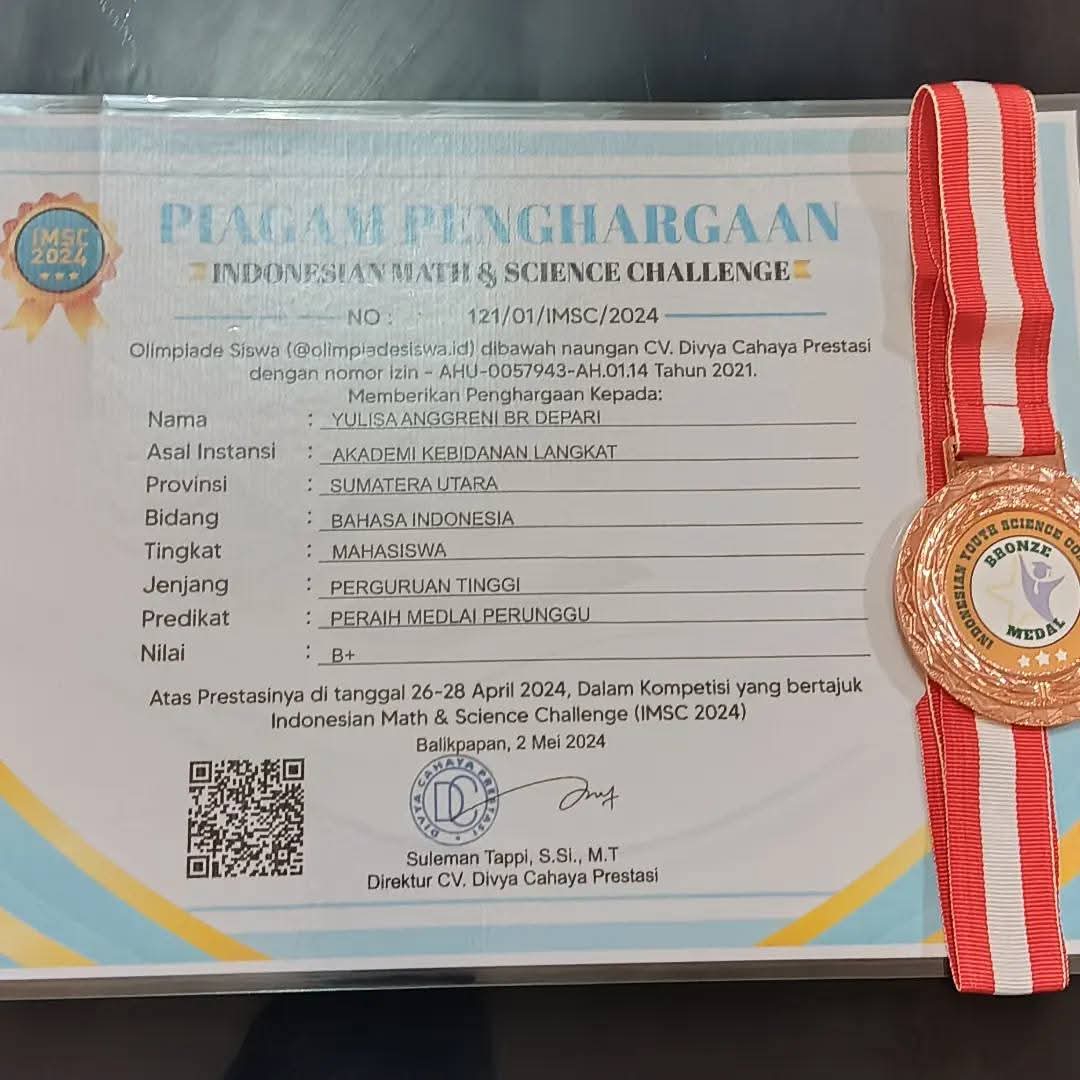 IMSC
2024
PIAGAM PENGHARGAAN
INDONESIAN MATH & SCIENCE CHALLENGE
NO : 121/01/IMSC/2024
Olimpiade Siswa (@olimpiadesiswa.id) dibawah naungan CV. Divya Cahaya Prestasi
dengan nomor izin - AHU-0057943-AH.01.14 Tahun 2021.
Memberikan Penghargaan Kepada:
Nama : YULISA ANGGRENI BR DEPARI
Asal Instansi : AKADEMI KEBIDANAN LANGKAT
Provinsi : SUMATERA UTARA
Bidang : BAHASA INDONESIA
Tingkat : MAHASISWA
Jenjang : PERGURUAN TINGGI
Predikat : PERAIH MEDLAI PERUNGGU
Nilai : B+
Atas Prestasinya di tanggal 26-28 April 2024, Dalam Kompetisi yang bertajuk
Indonesian Math & Science Challenge (IMSC 2024)
Balikpapan, 2 Mei 2024
DIVYA CAHAYA PRESTASI
DC
Suleman Tappi, S.Si., M.T
Direktur CV. Divya Cahaya Prestasi
INDONESIAN YOUTH SCIENCE
BRONZE
MEDAL